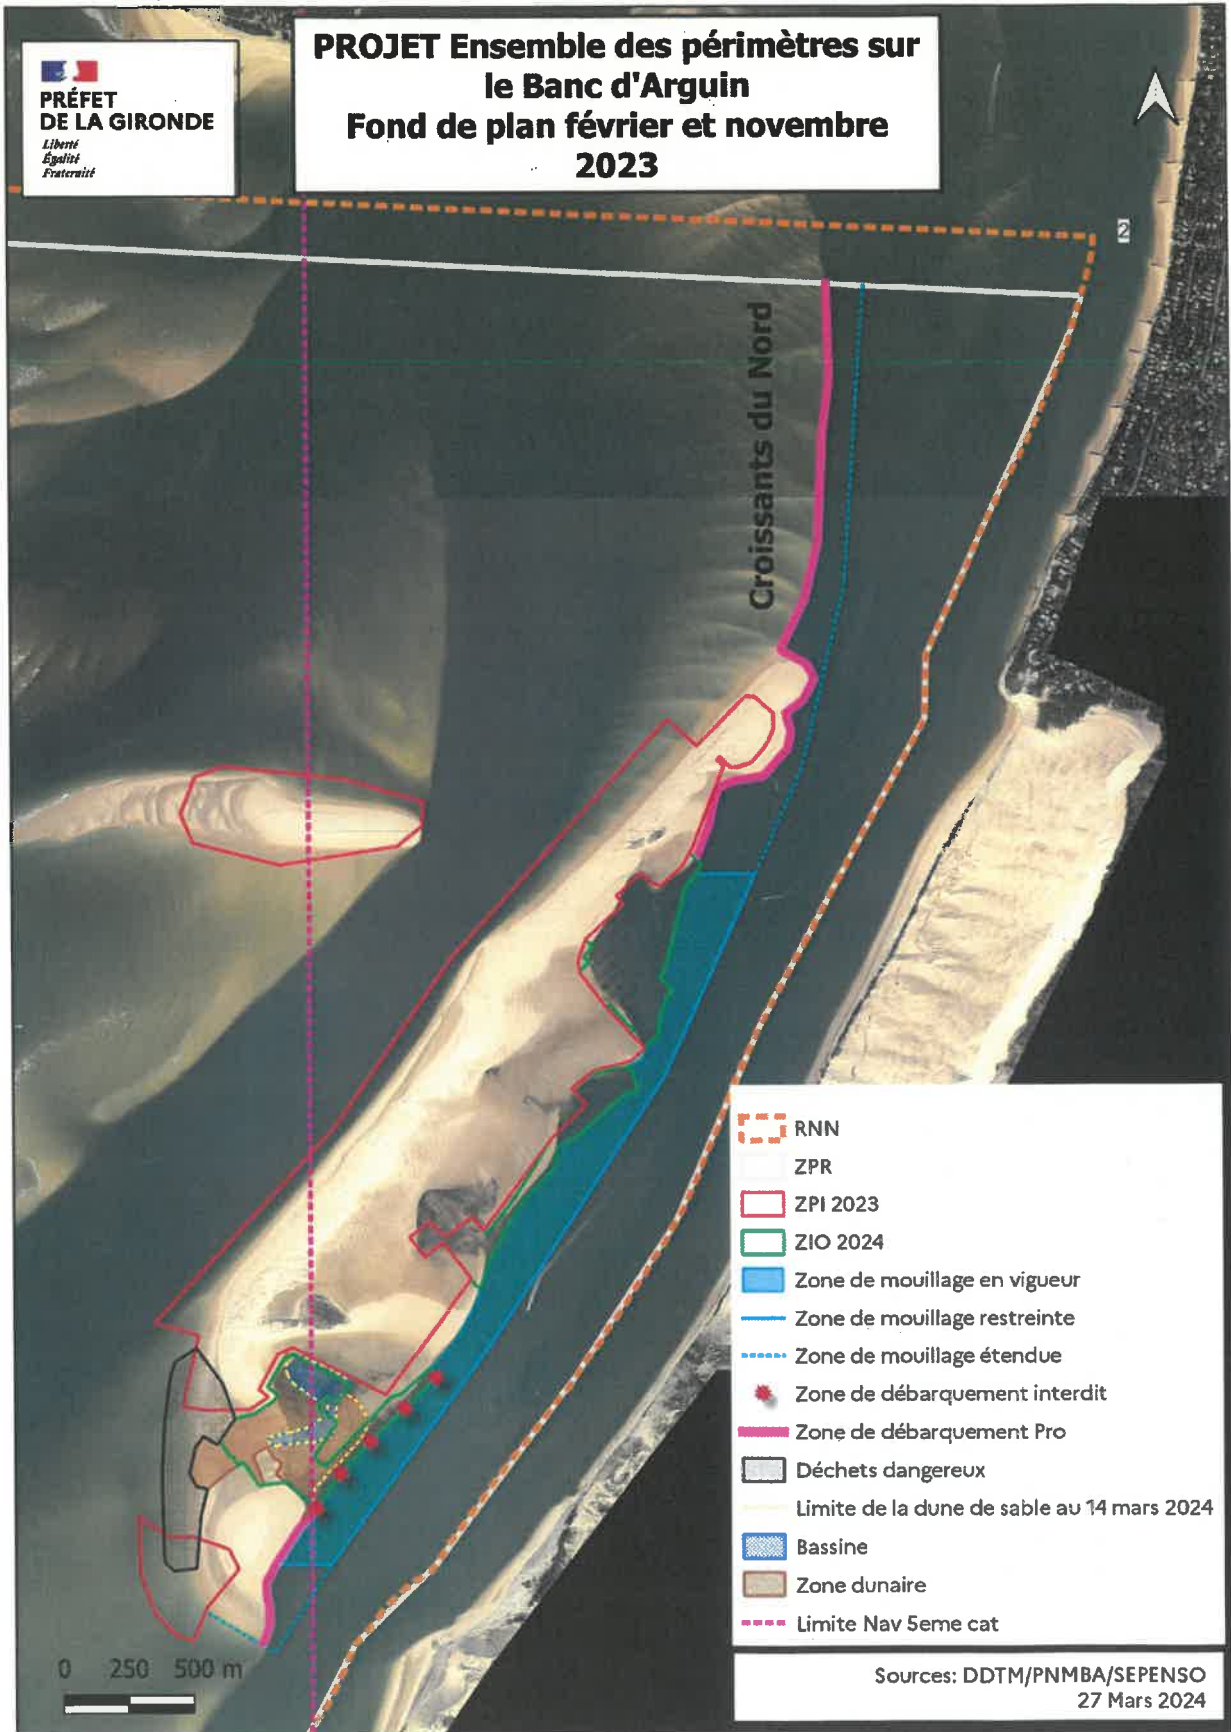 PRÉFET
DE LA GIRONDE
Liberté
Égalité
Fraternité
PROJET Ensemble des périmètres sur
le Banc d'Arguin
Fond de plan février et novembre
2023
2
Croissants du Nord
RNN
ZPR
ZPI 2023
ZIO 2024
Zone de mouillage en vigueur
Zone de mouillage restreinte
Zone de mouillage étendue
Zone de débarquement interdit
Zone de débarquement Pro
Déchets dangereux
Limite de la dune de sable au 14 mars 2024
Bassine
Zone dunaire
Limite Nav 5eme cat
0 250 500 m
Sources: DDTM/PNMBA/SEPENSO
27 Mars 2024